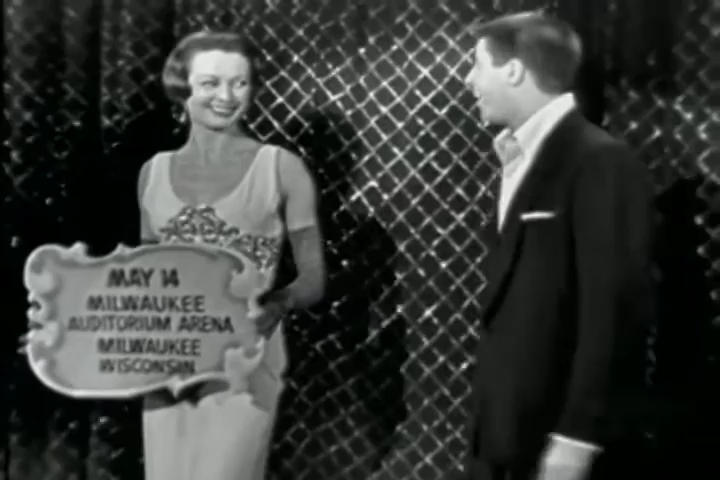 MAY 14
MILWAUKEE
AUDITORIUM ARENA
MILWAUKEE
WISCONSIN